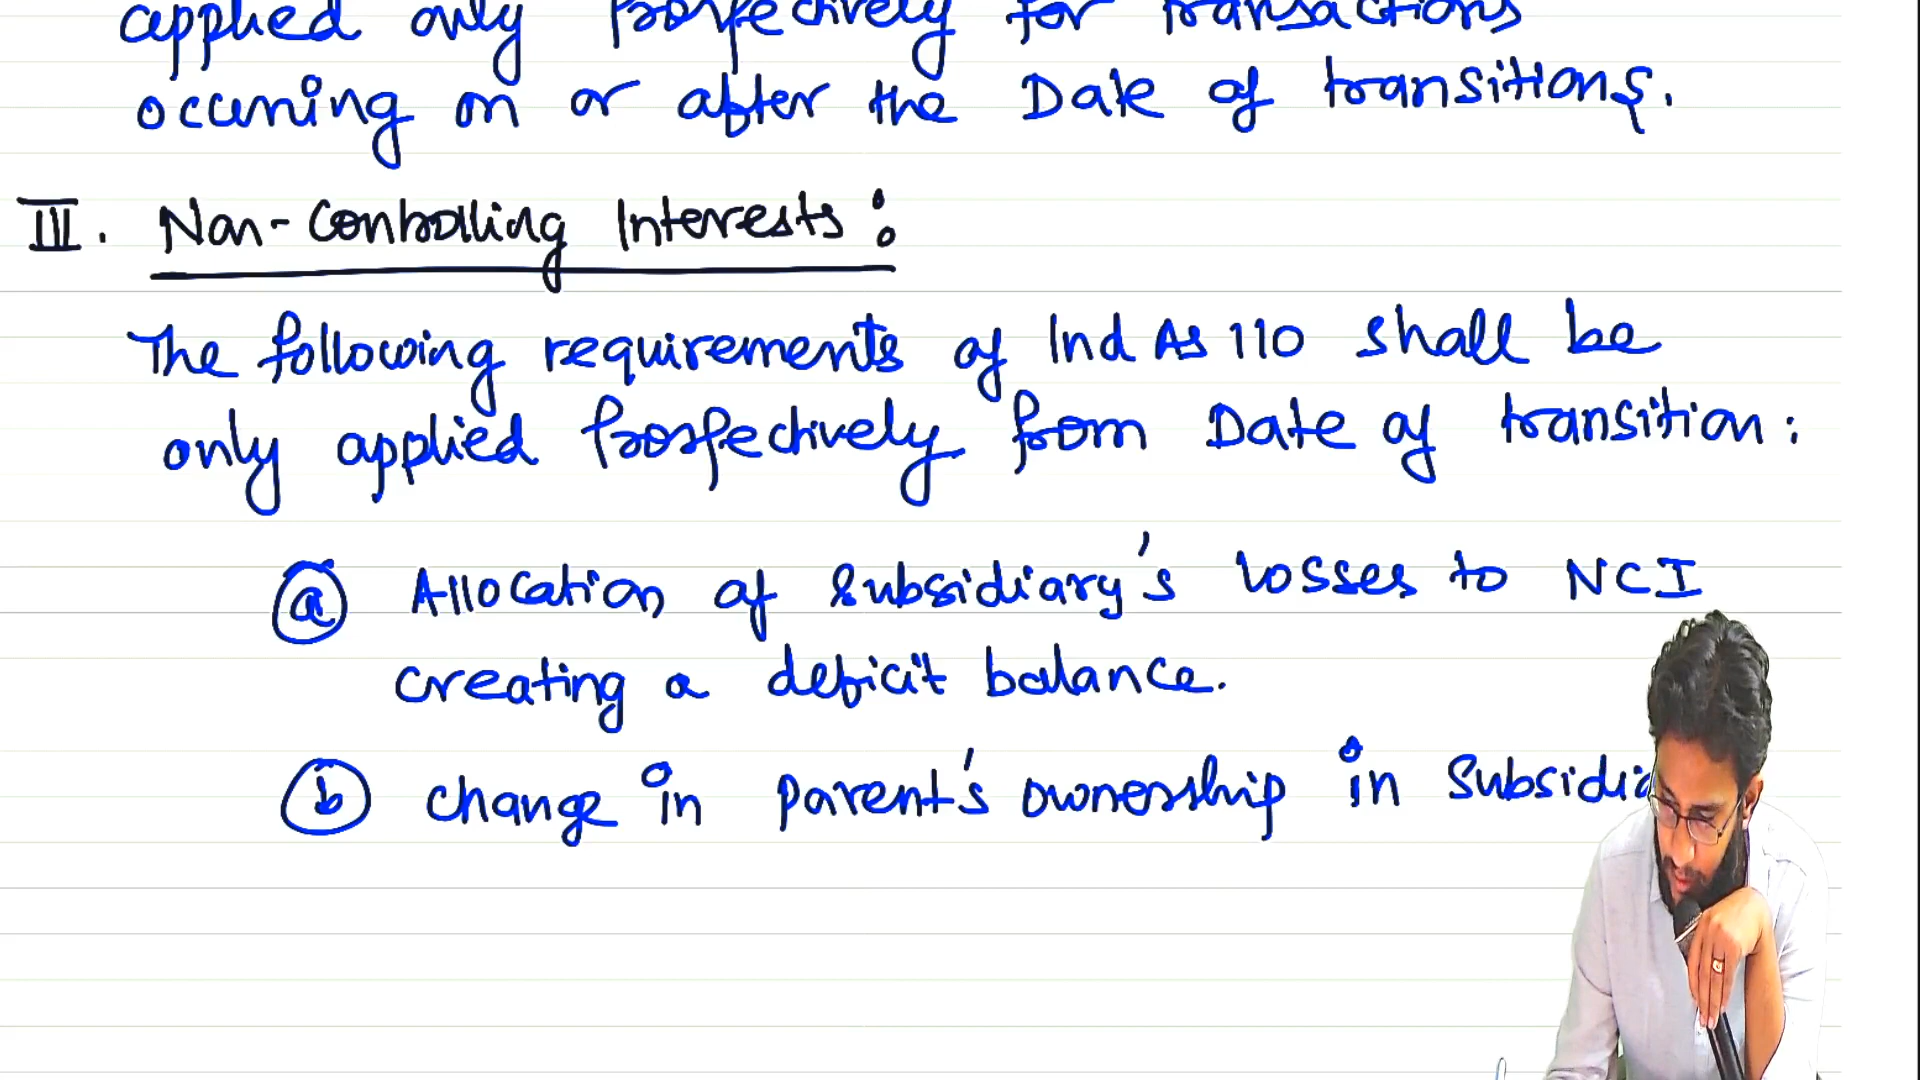 applied only Prospectively for transactions
occuring on or after the Date of transitions.
III. Non-Controlling Interests:
The following requirements of Ind As 110 shall be
only applied Prospectively from Date of transition:
(a) Allocation of Subsidiary's losses to NCI
creating a deficit balance.
(b) change in parent's ownership in